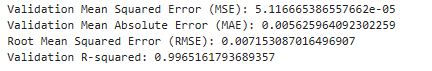 Validation Mean Squared Error (MSE): 5.116665386557662e-05
Validation Mean Absolute Error (MAE): 0.005625964092302259
Root Mean Squared Error (RMSE): 0.007153087016496907
Validation R-squared: 0.9965161793689357